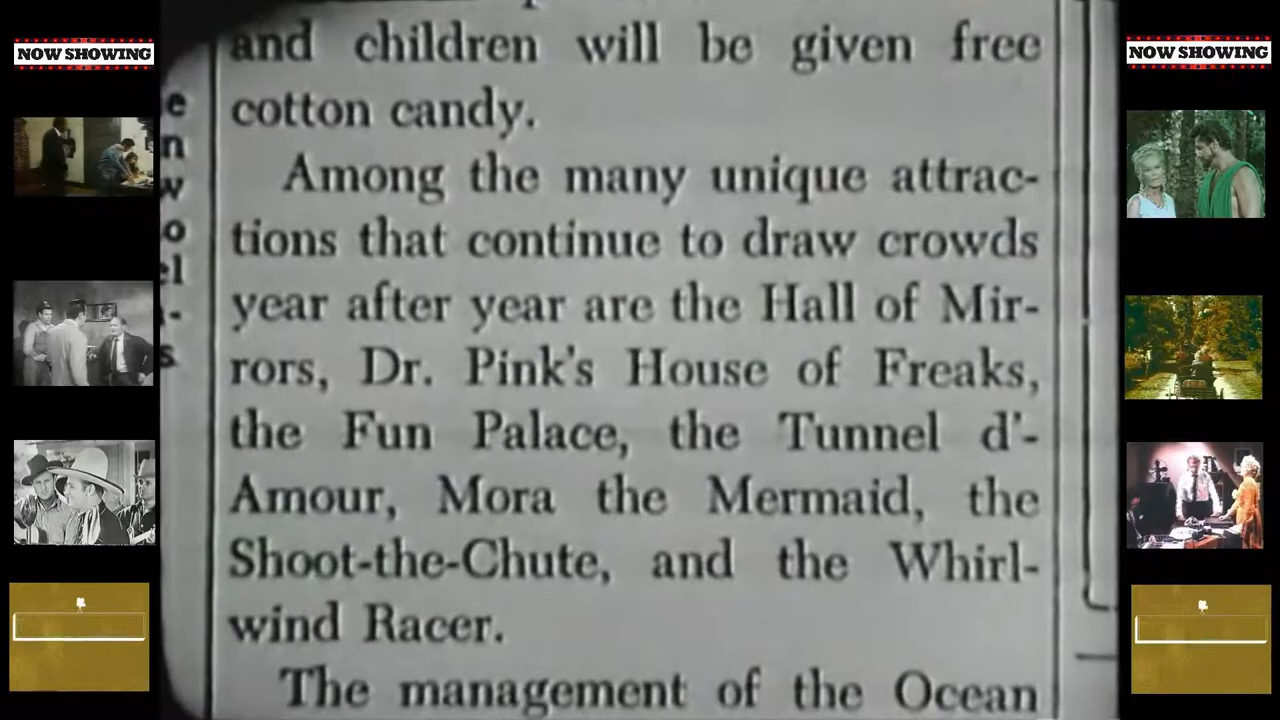 NOW SHOWING
NOW SHOWING
and children will be given free
cotton candy.
Among the many unique attrac-
tions that continue to draw crowds
year after year are the Hall of Mir-
rors, Dr. Pink's House of Freaks,
the Fun Palace, the Tunnel d'-
Amour, Mora the Mermaid, the
Shoot-the-Chute, and the Whirl-
wind Racer.
The management of the Ocean